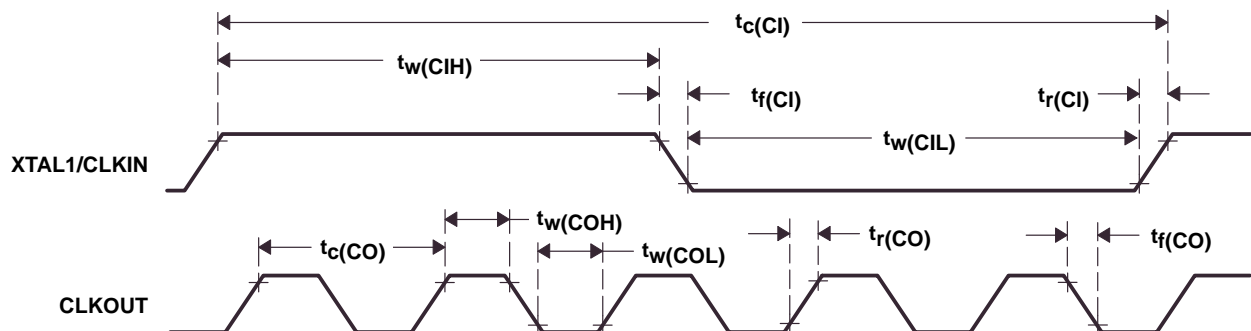 tc(CI)
tw(CIH)
tf(CI)
tr(CI)
tw(CIL)
XTAL1/CLKIN
tw(COH)
tc(CO)
tw(COL)
tr(CO)
tf(CO)
CLKOUT